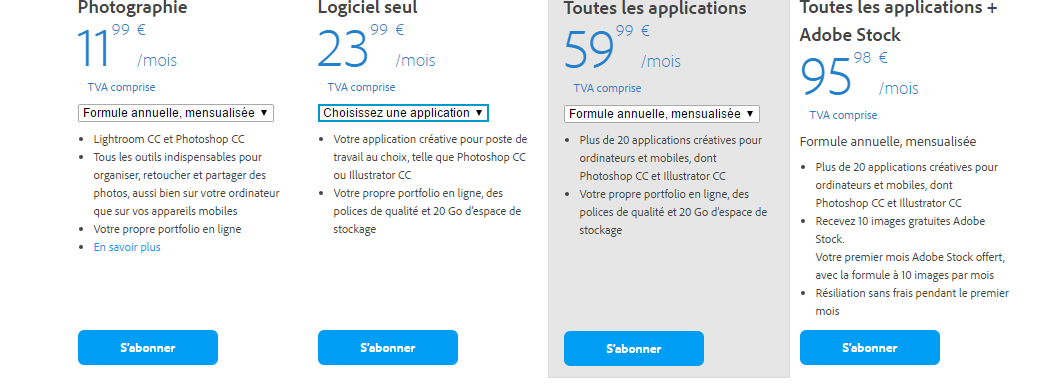 Photographie
11 99 €
/mois
TVA comprise
Formule annuelle, mensualisée ▼
• Lightroom CC et Photoshop CC
• Tous les outils indispensables pour
organiser, retoucher et partager des
photos, aussi bien sur votre ordinateur
que sur vos appareils mobiles
• Votre propre portfolio en ligne
• En savoir plus
S'abonner
Logiciel seul
23 99 €
/mois
TVA comprise
Choisissez une application ▼
• Votre application créative pour poste de
travail au choix, telle que Photoshop CC
ou Illustrator CC
• Votre propre portfolio en ligne, des
polices de qualité et 20 Go d'espace de
stockage
S'abonner
Toutes les applications
59 99 €
/mois
TVA comprise
Formule annuelle, mensualisée ▼
• Plus de 20 applications créatives pour
ordinateurs et mobiles, dont
Photoshop CC et Illustrator CC
• Votre propre portfolio en ligne, des
polices de qualité et 20 Go d'espace de
stockage
S'abonner
Toutes les applications +
Adobe Stock
95 98 €
/mois
TVA comprise
Formule annuelle, mensualisée
• Plus de 20 applications créatives pour
ordinateurs et mobiles, dont
Photoshop CC et Illustrator CC
• Recevez 10 images gratuites Adobe
Stock.
Votre premier mois Adobe Stock offert,
avec la formule à 10 images par mois
• Résiliation sans frais pendant le premier
mois
S'abonner